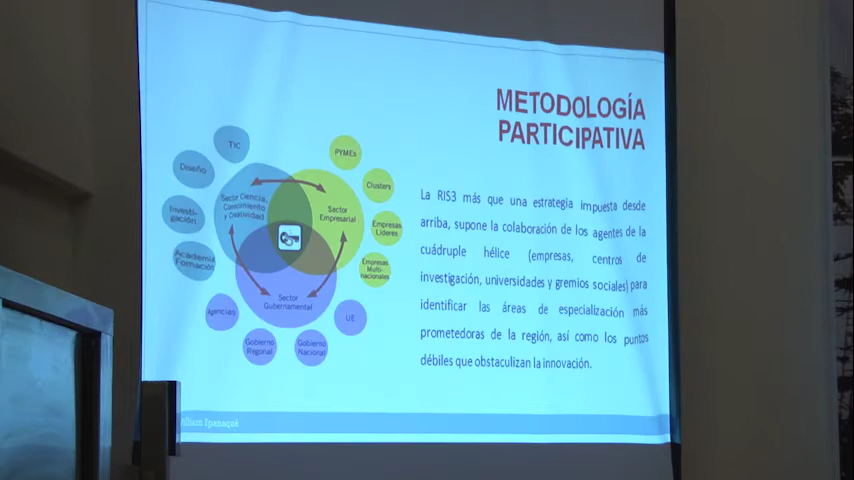 METODOLOGÍA
PARTICIPATIVA
TIC
Diseño
Investi-
gación
Academia
Formación
Sector Ciencia,
Conocimiento
y Creatividad
PYMEs
Clusters
Empresas
Líderes
Empresas
Multi-
nacionales
Sector
Empresarial
Sector
Gubernamental
Agencias
Gobierno
Regional
Gobierno
Nacional
UE
La RIS3 más que una estrategia impuesta desde
arriba, supone la colaboración de los agentes de la
cuádruple hélice (empresas, centros de
investigación, universidades y gremios sociales) para
identificar las áreas de especialización más
prometedoras de la región, así como los puntos
débiles que obstaculizan la innovación.
William Ipanaqué